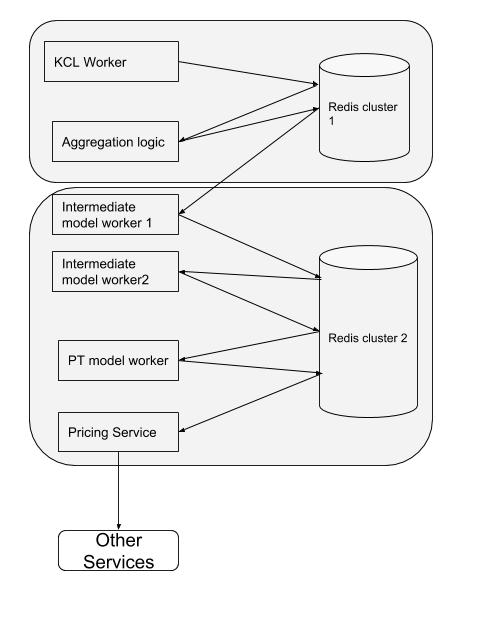 KCL Worker
Redis cluster
1
Aggregation logic
Intermediate
model worker 1
Intermediate
model worker2
Redis cluster 2
PT model worker
Pricing Service
Other
Services